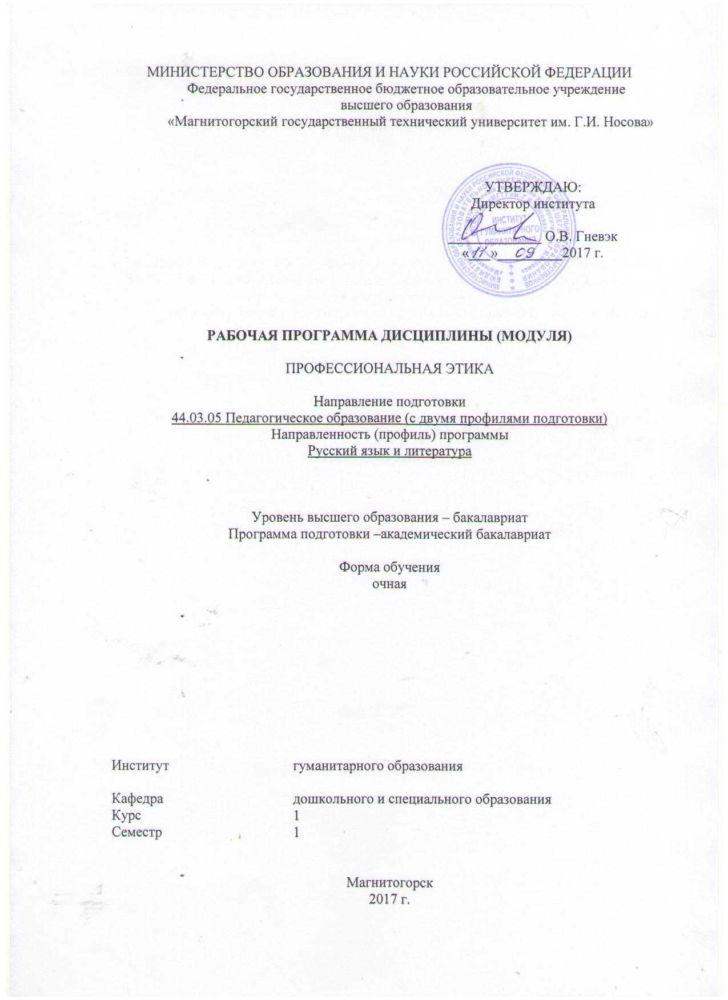 МИНИСТЕРСТВО ОБРАЗОВАНИЯ И НАУКИ РОССИЙСКОЙ ФЕДЕРАЦИИ
Федеральное государственное бюджетное образовательное учреждение
высшего образования
«Магнитогорский государственный технический университет им. Г.И. Носова»
УТВЕРЖДАЮ:
Директор института
О.В. Гневэк
«11» 09 2017 г.
ИНСТИТУТ
ГУМАНИТАРНОГО
ОБРАЗОВАНИЯ
РАБОЧАЯ ПРОГРАММА ДИСЦИПЛИНЫ (МОДУЛЯ)
ПРОФЕССИОНАЛЬНАЯ ЭТИКА
Направление подготовки
44.03.05 Педагогическое образование (с двумя профилями подготовки)
Направленность (профиль) программы
Русский язык и литература
Уровень высшего образования – бакалавриат
Программа подготовки –академический бакалавриат
Форма обучения
очная
Институт гуманитарного образования
Кафедра дошкольного и специального образования
Курс 1
Семестр 1
Магнитогорск
2017 г.